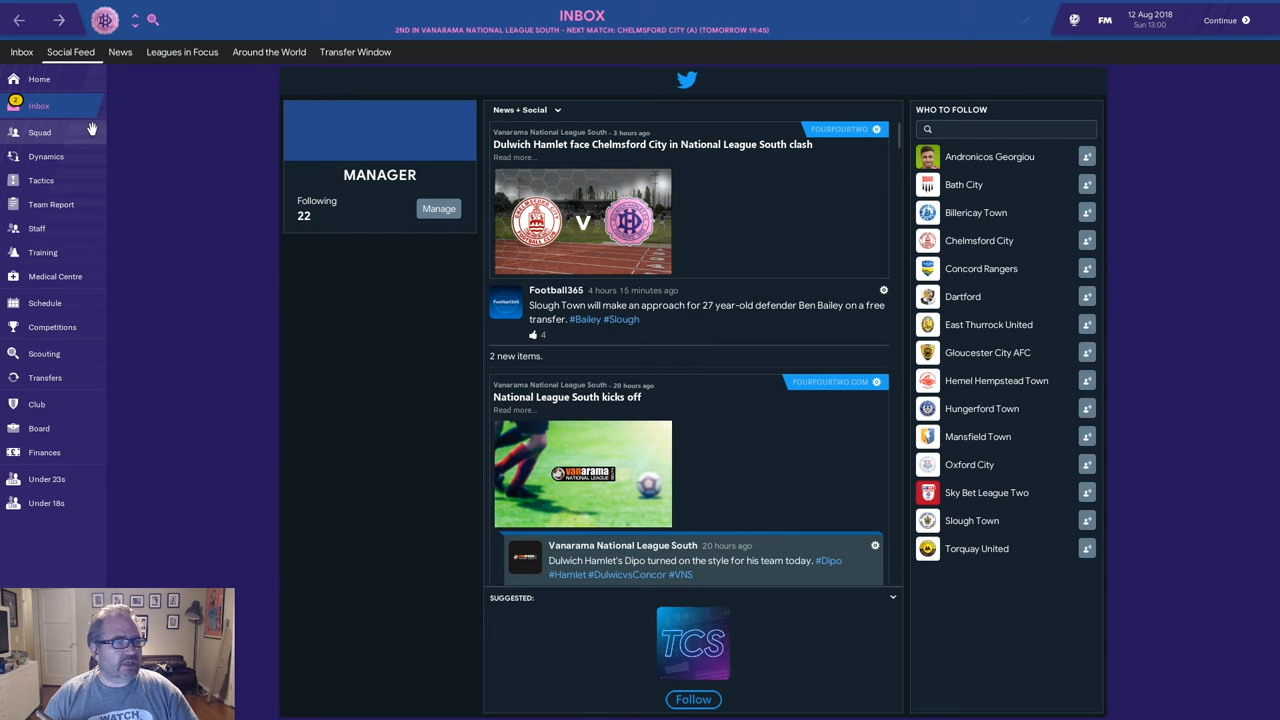 INBOX
2ND IN VANARAMA NATIONAL LEAGUE SOUTH - NEXT MATCH: CHELMSFORD CITY (A) (TOMORROW 19:45)
FM
12 Aug 2018
Sun 13:00
Continue
Inbox
Social Feed
News
Leagues in Focus
Around the World
Transfer Window
Home
2
Inbox
Squad
Dynamics
Tactics
Team Report
Staff
Training
Medical Centre
Schedule
Competitions
Scouting
Transfers
Club
Board
Finances
Under 23s
Under 18s
MANAGER
Following
22
Manage
News + Social
Vanarama National League South - 3 hours ago
FOURFOURTWO
Dulwich Hamlet face Chelmsford City in National League South clash
Read more...
V
Football365
Football365 4 hours 15 minutes ago
Slough Town will make an approach for 27 year-old defender Ben Bailey on a free
transfer. #Bailey #Slough
4
2 new items.
Vanarama National League South - 20 hours ago
FOURFOURTWO.COM
National League South kicks off
Read more...
vanarama
NATIONAL LEAGUE
Vanarama National League South 20 hours ago
Dulwich Hamlet's Dipo turned on the style for his team today. #Dipo
#Hamlet #DulwicvsConcor #VNS
SUGGESTED:
TCS
Follow
WHO TO FOLLOW
Andronicos Georgiou
Bath City
Billericay Town
Chelmsford City
Concord Rangers
Dartford
East Thurrock United
Gloucester City AFC
Hemel Hempstead Town
Hungerford Town
Mansfield Town
Oxford City
Sky Bet League Two
Slough Town
Torquay United
WATCH